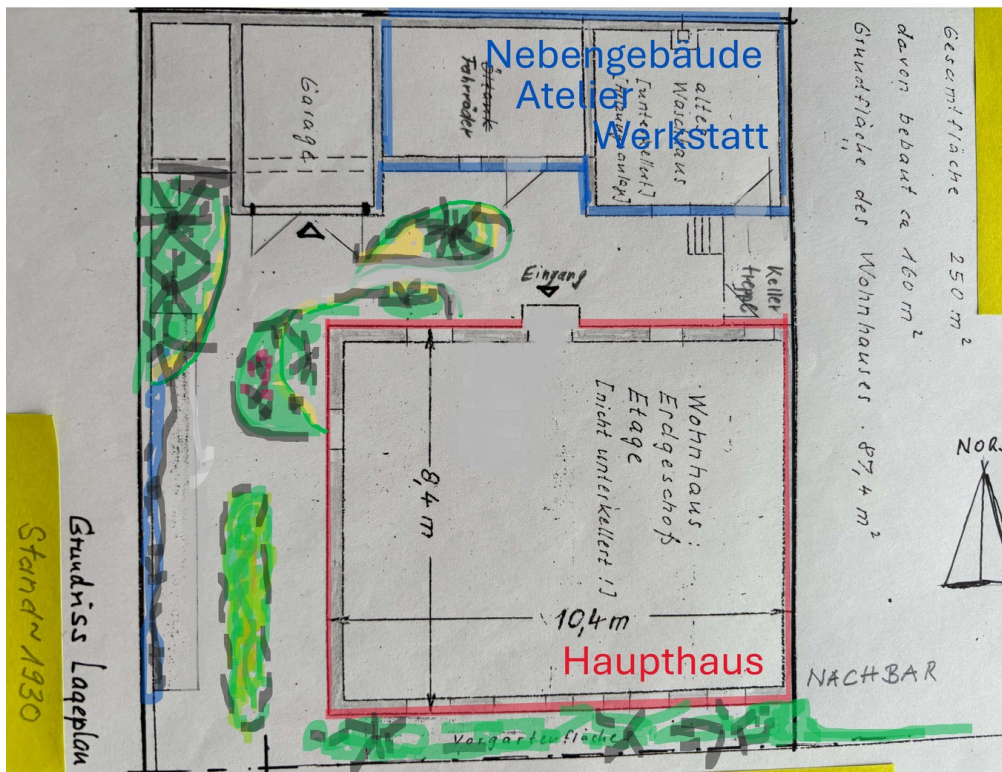 Gesamtfläche 250 m²
davon bebaut ca 160 m²
Grundfläche des Wohnhauses . 87,4 m²
Nebengebäude
Atelier
Werkstatt
Garage
Öltank
Fahrräder
altes
Waschhaus
[unterkellert]
Eingang
Keller
treppe
Wohnhaus:
Erdgeschoß
Etage
[nicht unterkellert!]
8,4 m
10,4 m
Haupthaus
NORD
NACHBAR
Vorgartenfläche
Grundriss Lageplan
Stand ~ 1930